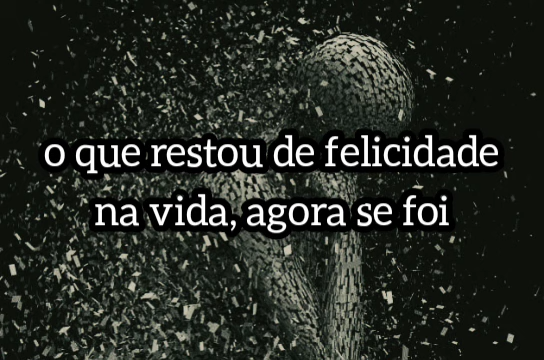 o que restou de felicidade
na vida, agora se foi